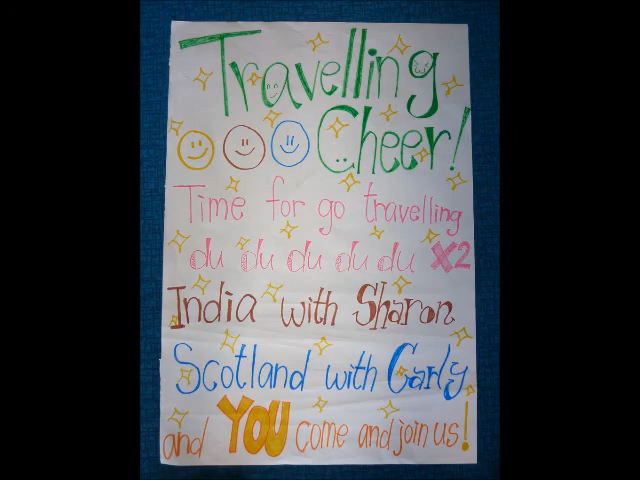 Travelling
Cheer!
Time for go travelling
du du du du du X2
India with Sharon
Scotland with Carly
and YOU come and join us!